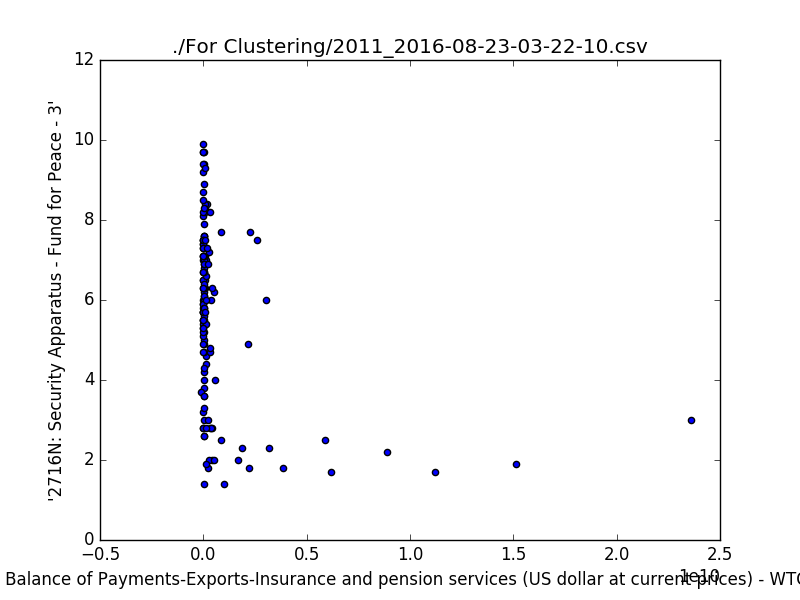 ./For Clustering/2011_2016-08-23-03-22-10.csv
12
10
8
6
4
2
0
'2716N: Security Apparatus - Fund for Peace - 3'
−0.5 0.0 0.5 1.0 1.5 2.0 2.5
1e10
Balance of Payments-Exports-Insurance and pension services (US dollar at current prices) - WTO